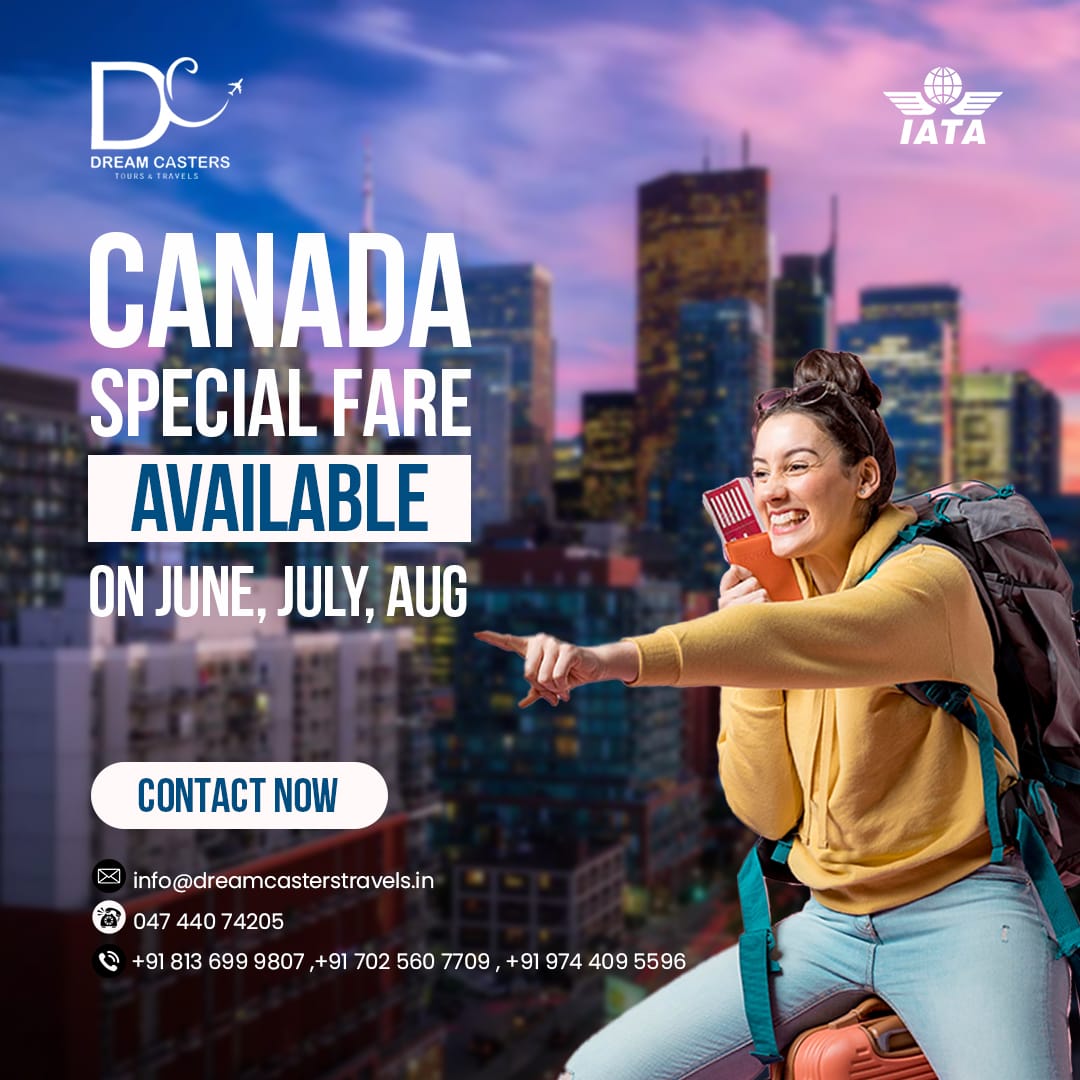 DC
DREAM CASTERS
TOURS & TRAVELS
IATA
CANADA
SPECIAL FARE
AVAILABLE
ON JUNE, JULY, AUG
CONTACT NOW
info@dreamcasterstravels.in
047 440 74205
+91 813 699 9807 ,+91 702 560 7709 , +91 974 409 5596